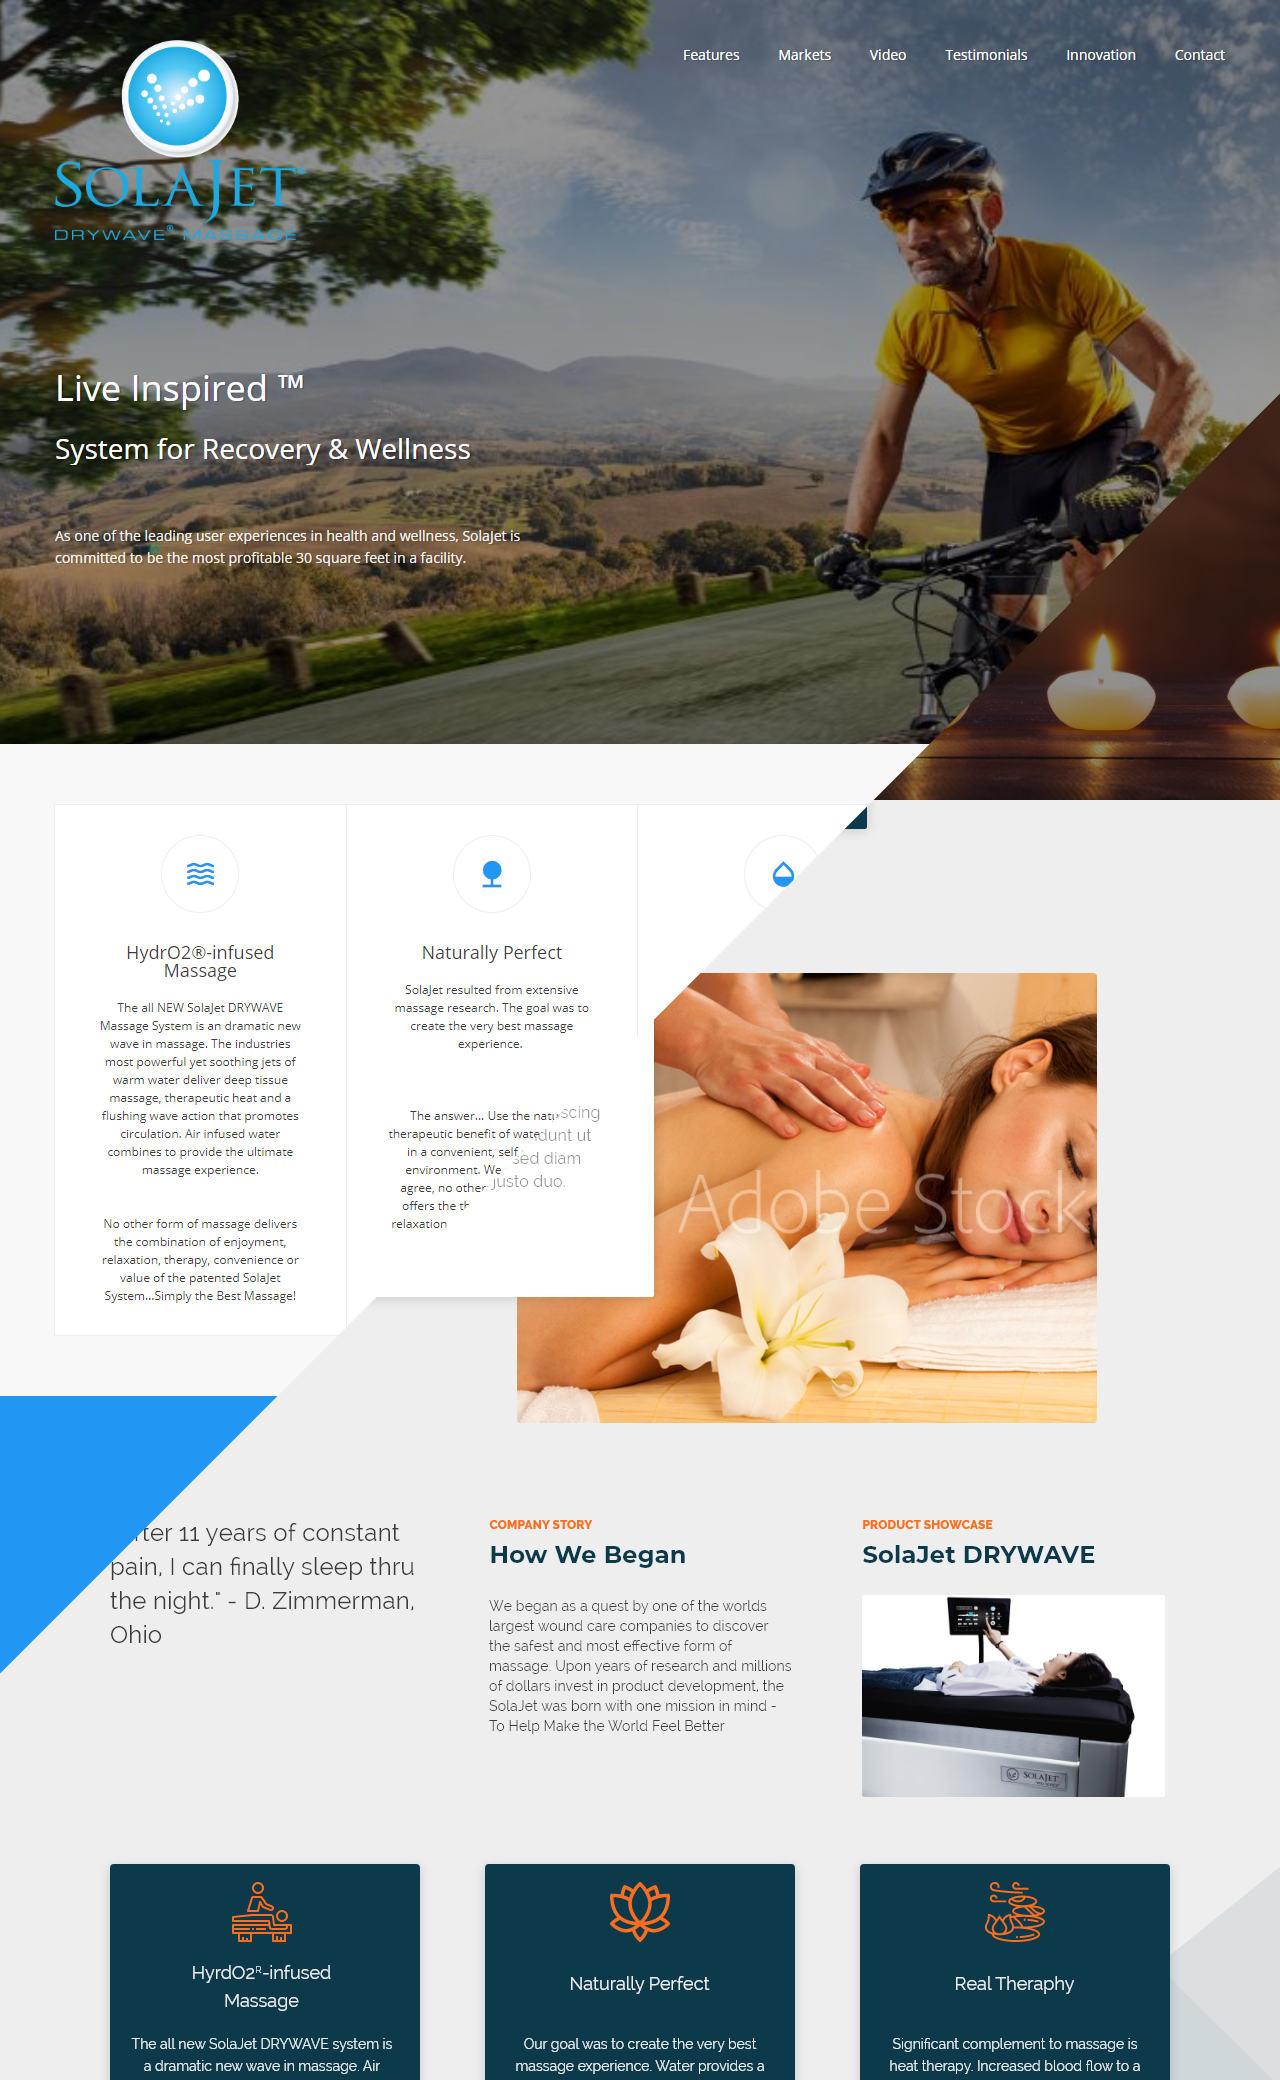 Features Markets Video Testimonials Innovation Contact
SOLAJET™
DRYWAVE® MASSAGE
Live Inspired ™
System for Recovery & Wellness
As one of the leading user experiences in health and wellness, SolaJet is
committed to be the most profitable 30 square feet in a facility.
HydrO2®-infused
Massage
The all NEW SolaJet DRYWAVE
Massage System is an dramatic new
wave in massage. The industries
most powerful yet soothing jets of
warm water deliver deep tissue
massage, therapeutic heat and a
flushing wave action that promotes
circulation. Air infused water
combines to provide the ultimate
massage experience.
No other form of massage delivers
the combination of enjoyment,
relaxation, therapy, convenience or
value of the patented SolaJet
System...Simply the Best Massage!
Naturally Perfect
SolaJet resulted from extensive
massage research. The goal was to
create the very best massage
experience.
The answer... Use the natu
therapeutic benefit of wate
in a convenient, self
environment. We
agree, no other
offers the th
relaxation
scing
dunt ut
sed diam
justo duo.
Adobe Stock
ter 11 years of constant
pain, I can finally sleep thru
the night." - D. Zimmerman,
Ohio
COMPANY STORY
How We Began
We began as a quest by one of the worlds
largest wound care companies to discover
the safest and most effective form of
massage. Upon years of research and millions
of dollars invest in product development, the
SolaJet was born with one mission in mind -
To Help Make the World Feel Better
PRODUCT SHOWCASE
SolaJet DRYWAVE
SOLAJET
HyrdO2ᴿ-infused
Massage
The all new SolaJet DRYWAVE system is
a dramatic new wave in massage. Air
Naturally Perfect
Our goal was to create the very best
massage experience. Water provides a
Real Theraphy
Significant complement to massage is
heat therapy. Increased blood flow to a